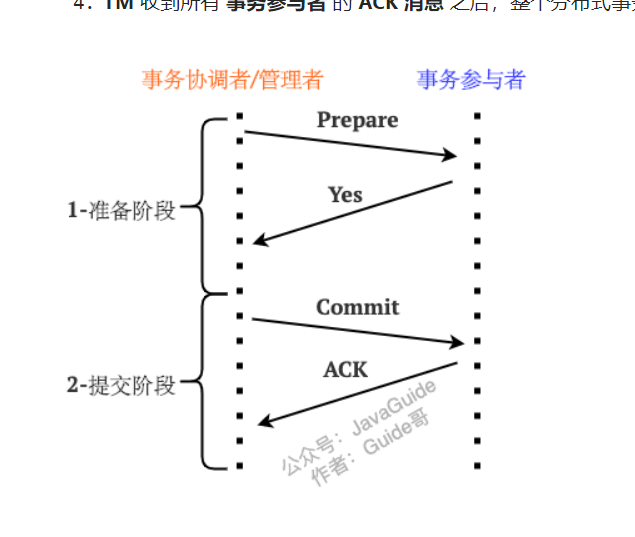 4. TM 收到所有 事务参与者 的 ACK 消息 之后，整个分布式事务
事务协调者/管理者
事务参与者
Prepare
Yes
1-准备阶段
Commit
ACK
2-提交阶段
公众号：JavaGuide
作者：Guide哥